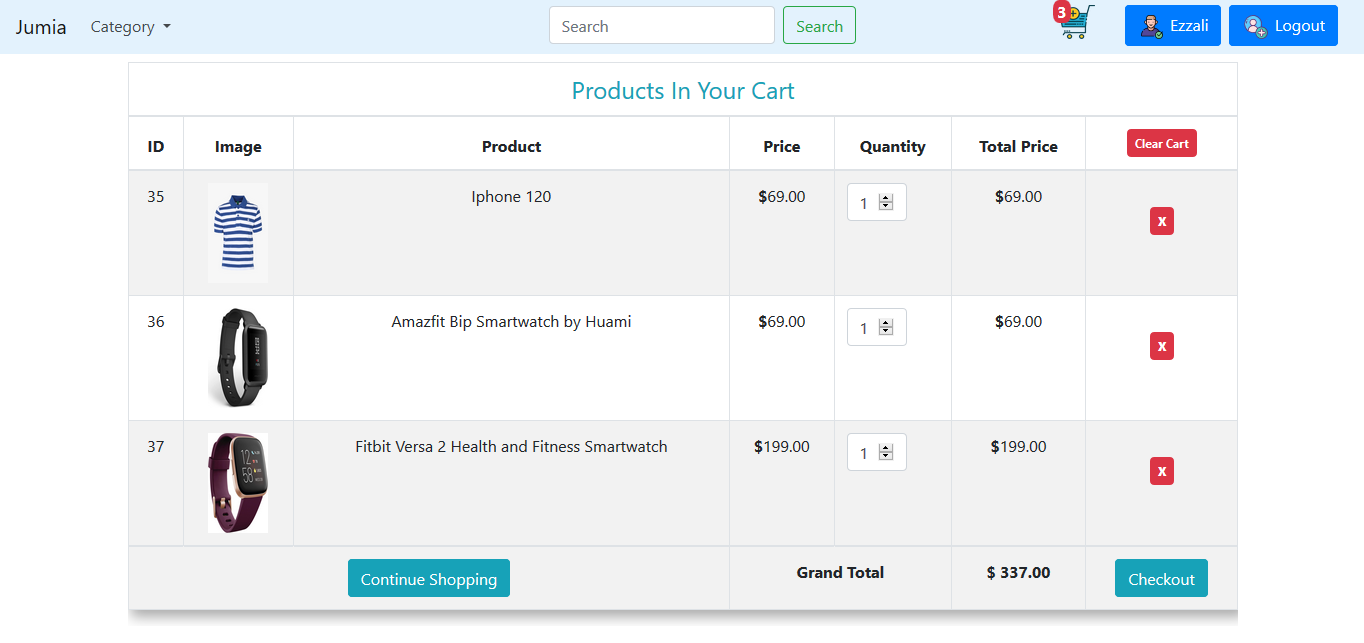 Jumia Category Search Search 3 Ezzali Logout
Products In Your Cart
ID Image Product Price Quantity Total Price Clear Cart
35 Iphone 120 $69.00 1 $69.00 x
36 Amazfit Bip Smartwatch by Huami $69.00 1 $69.00 x
37 Fitbit Versa 2 Health and Fitness Smartwatch $199.00 1 $199.00 x
12
58
Continue Shopping Grand Total $ 337.00 Checkout